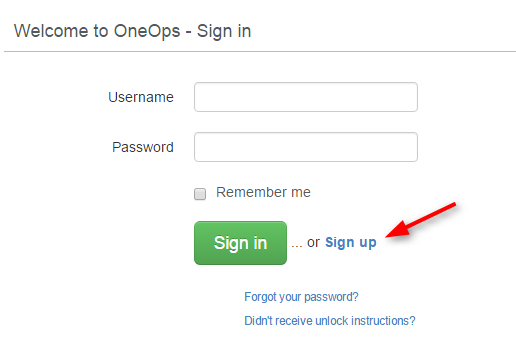 Welcome to OneOps - Sign in
Username
Password
Remember me
Sign in ... or Sign up
Forgot your password?
Didn't receive unlock instructions?